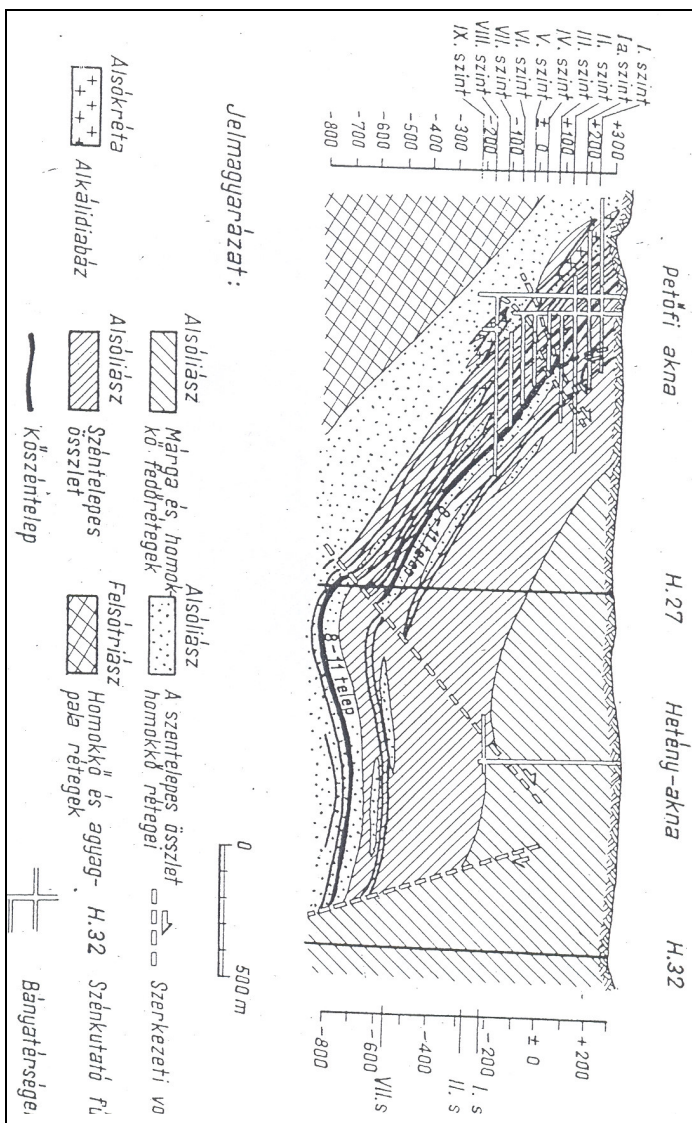 Petőfi akna
H.27
Hetény-akna
H.32
I. szint
Ia. szint
II. szint
III. szint
IV. szint
V. szint
VI. szint
VII. szint
VIII. szint
IX. szint
+300
+200
+100
± 0
-100
-200
-300
-400
-500
-600
-700
-800
8-11 telep
8-11 telep
+200
± 0
-200
-400
-600
-800
I. s
II. s
VII. s
0
500 m
Jelmagyarázat:
Alsókréta
Alkálidiabáz
Alsóliász
Márga és homok-
kő fedőrétegek
Alsóliász
Széntelepes
összlet
Kőszéntelep
Alsóliász
A széntelepes összlet
homokkő rétegei
Felsőtriász
Homokkő és agyag-
pala rétegek
Szerkezeti vo
H.32
Szénkutató fú
Bányatérsége